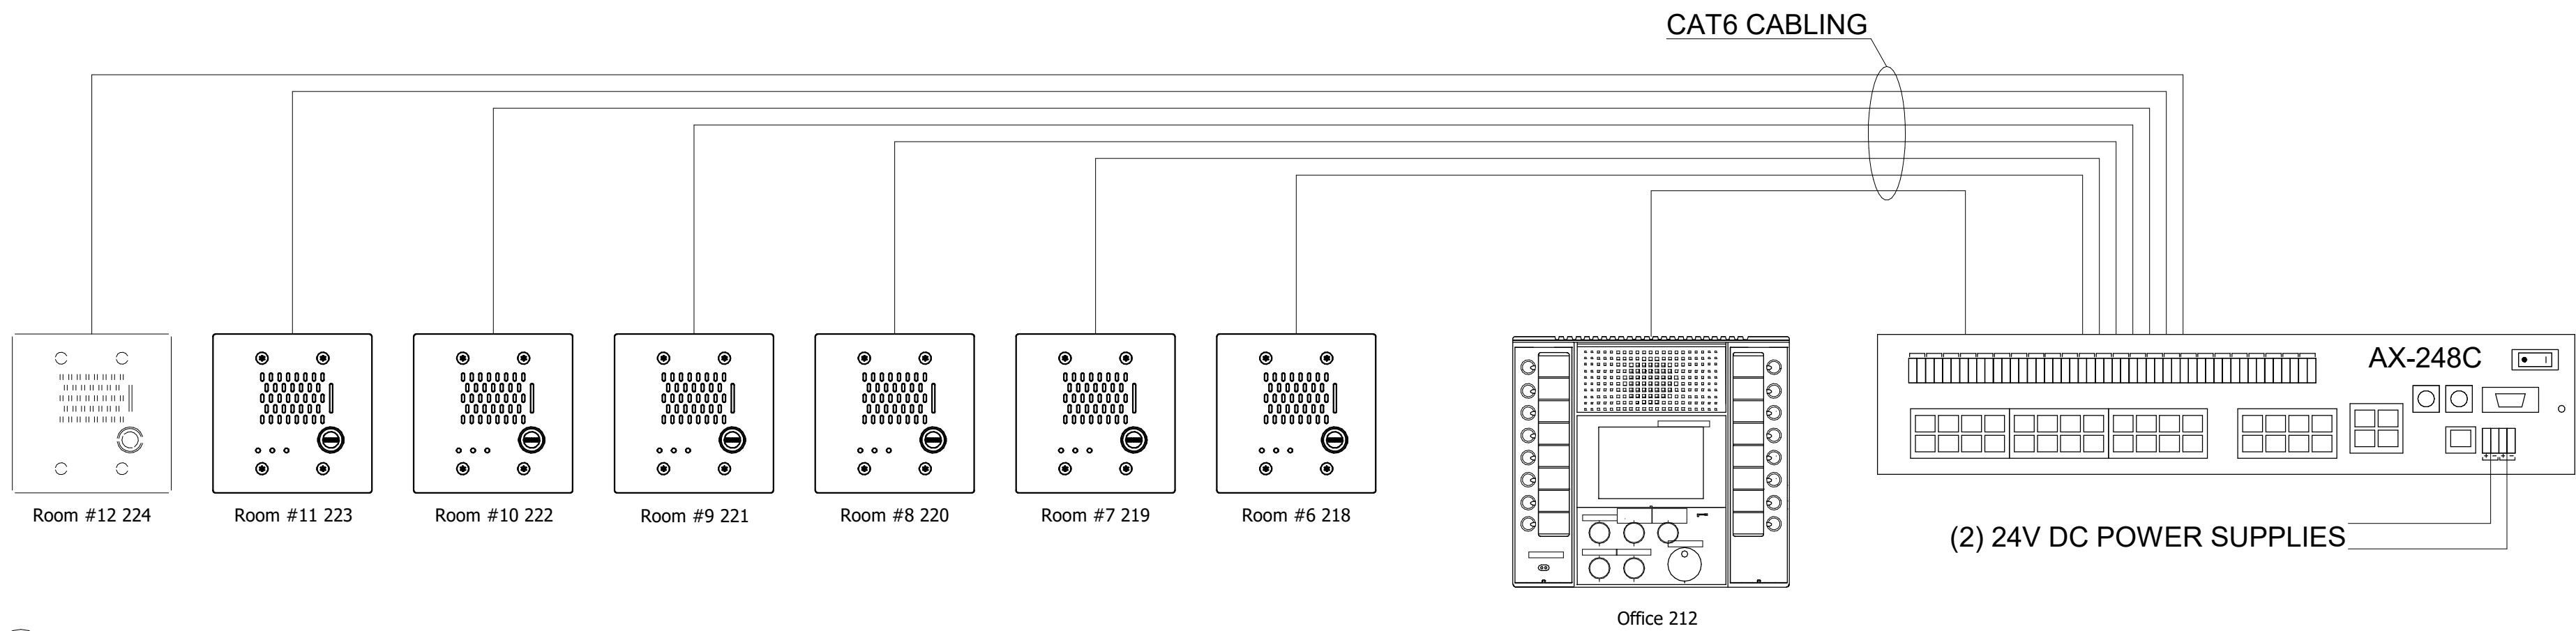 CAT6 CABLING
AX-248C
Room #12 224
Room #11 223
Room #10 222
Room #9 221
Room #8 220
Room #7 219
Room #6 218
(2) 24V DC POWER SUPPLIES
Office 212